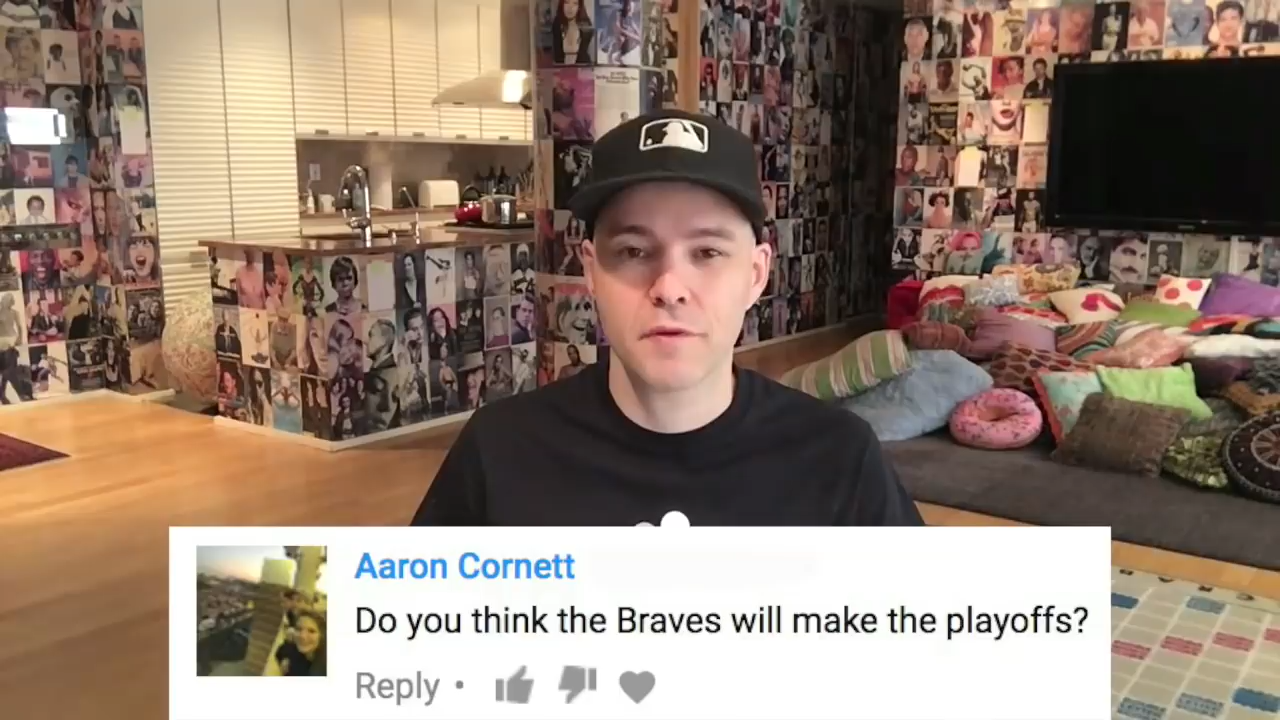 Aaron Cornett
Do you think the Braves will make the playoffs?
Reply •